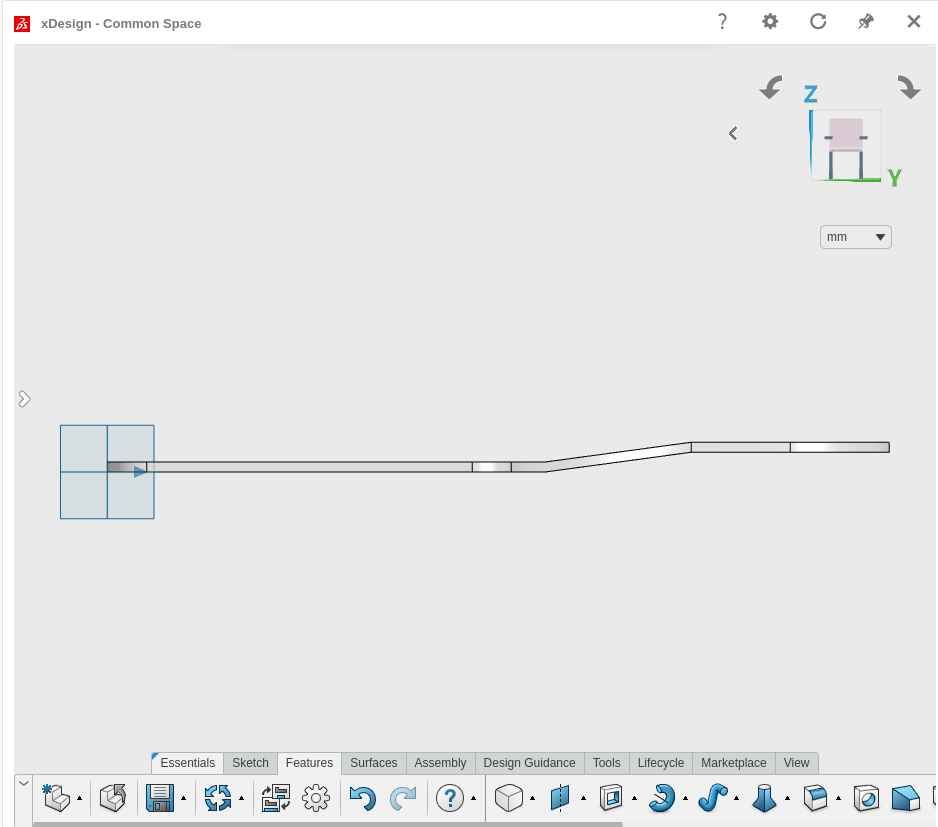 xDesign - Common Space
?
Z
Y
mm
Essentials Sketch Features Surfaces Assembly Design Guidance Tools Lifecycle Marketplace View
?